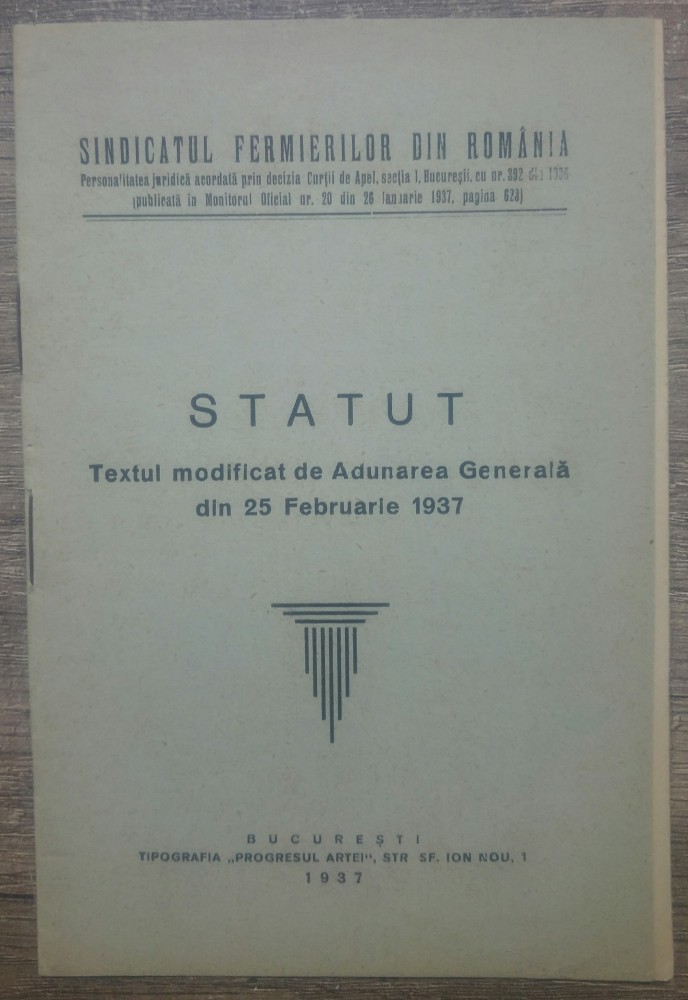 SINDICATUL FERMIERILOR DIN ROMÂNIA
Personalitatea juridică acordată prin decizia Curții de Apel, secția I, București, cu nr. 392 din
(publicată în Monitorul Oficial nr. 20 din 26 Ianuarie 1937, pagina 623)
STATUT
Textul modificat de Adunarea Generală
din 25 Februarie 1937
BUCUREȘTI
TIPOGRAFIA „PROGRESUL ARTEI“, STR SF. ION NOU, 1
1937